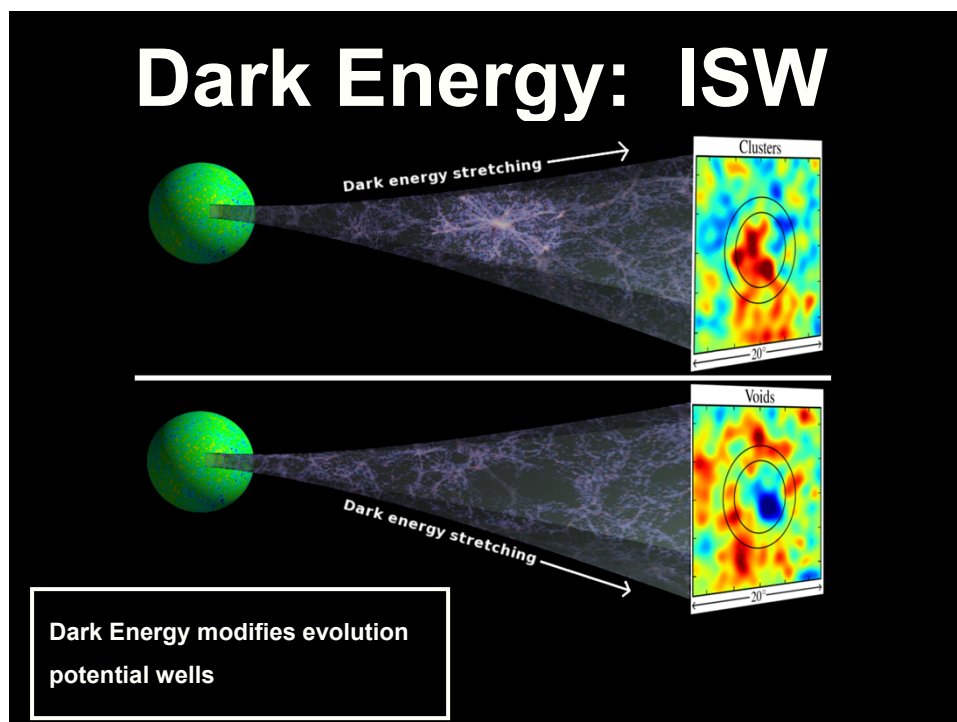 Dark Energy: ISW
Dark energy stretching
Clusters
20°
Voids
Dark energy stretching
20°
Dark Energy modifies evolution
potential wells